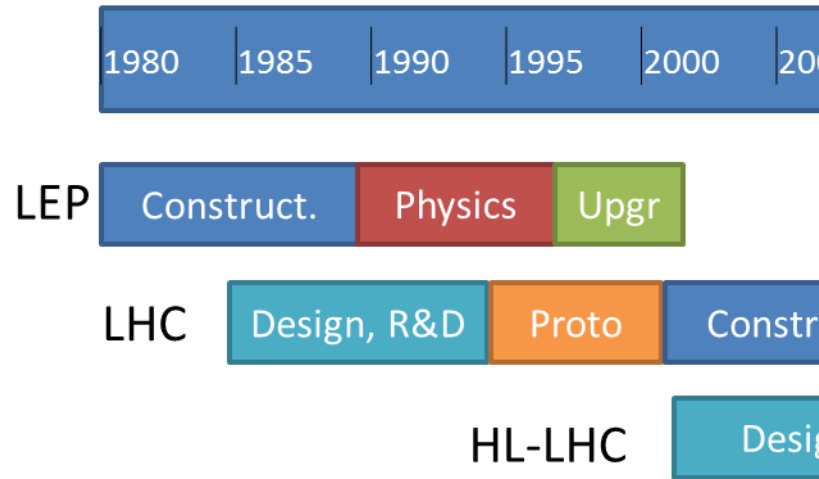 1980 1985 1990 1995 2000
LEP Construct. Physics Upgr
LHC Design, R&D Proto
HL-LHC